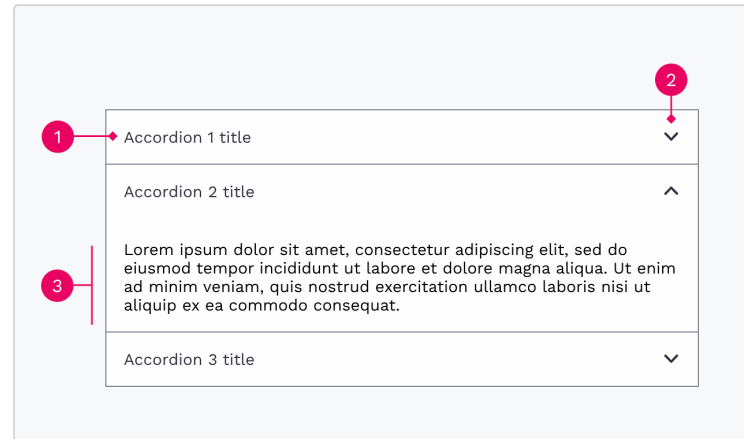 2
1
Accordion 1 title
Accordion 2 title
3
Lorem ipsum dolor sit amet, consectetur adipiscing elit, sed do
eiusmod tempor incididunt ut labore et dolore magna aliqua. Ut enim
ad minim veniam, quis nostrud exercitation ullamco laboris nisi ut
aliquip ex ea commodo consequat.
Accordion 3 title